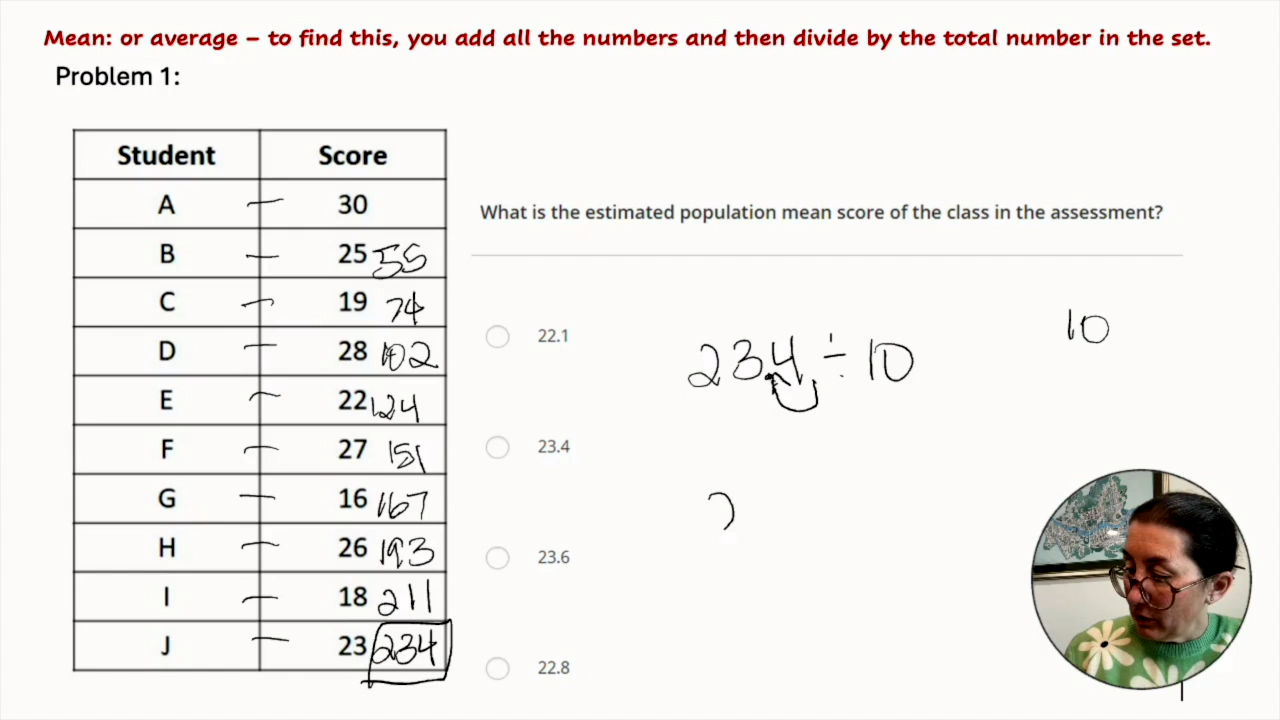 Mean: or average – to find this, you add all the numbers and then divide by the total number in the set.
Problem 1:
Student Score
A 30
B 25 55
C 19 74
D 28 102
E 22 124
F 27 151
G 16 167
H 26 193
I 18 211
J 23 234
What is the estimated population mean score of the class in the assessment?
22.1
23.4
23.6
22.8
10
234 ÷ 10
2